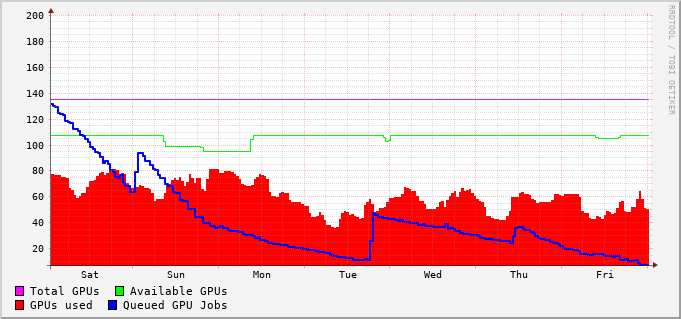 200
180
160
140
120
100
80
60
40
20
Sat Sun Mon Tue Wed Thu Fri
Total GPUs Available GPUs
GPUs used Queued GPU Jobs
RRDTOOL / TOBI OETIKER